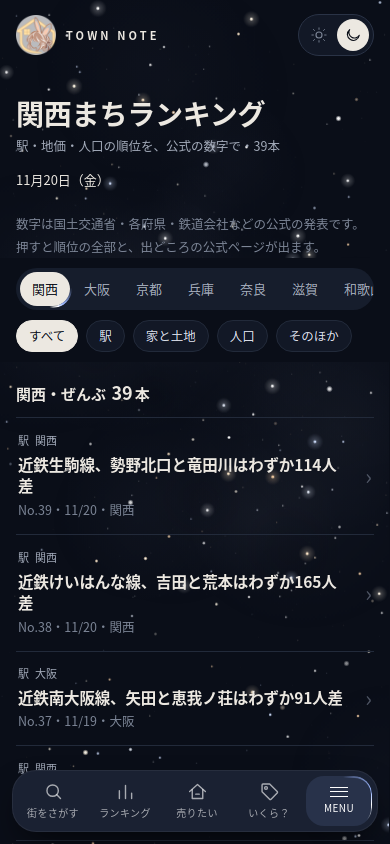 TOWN NOTE
関西まちランキング
駅・地価・人口の順位を、公式の数字で・39本
11月20日（金）
数字は国土交通省・各府県・鉄道会社などの公式の発表です。
押すと順位の全部と、出どころの公式ページが出ます。
関西 大阪 京都 兵庫 奈良 滋賀 和歌
すべて 駅 家と土地 人口 そのほか
関西・ぜんぶ 39本
駅 関西
近鉄生駒線、勢野北口と竜田川はわずか114人
差
No.39・11/20・関西
駅 関西
近鉄けいはんな線、吉田と荒本はわずか165人
差
No.38・11/20・関西
駅 大阪
近鉄南大阪線、矢田と恵我ノ荘はわずか91人差
No.37・11/19・大阪
駅 関西
街をさがす ランキング 売りたい いくら？ MENU